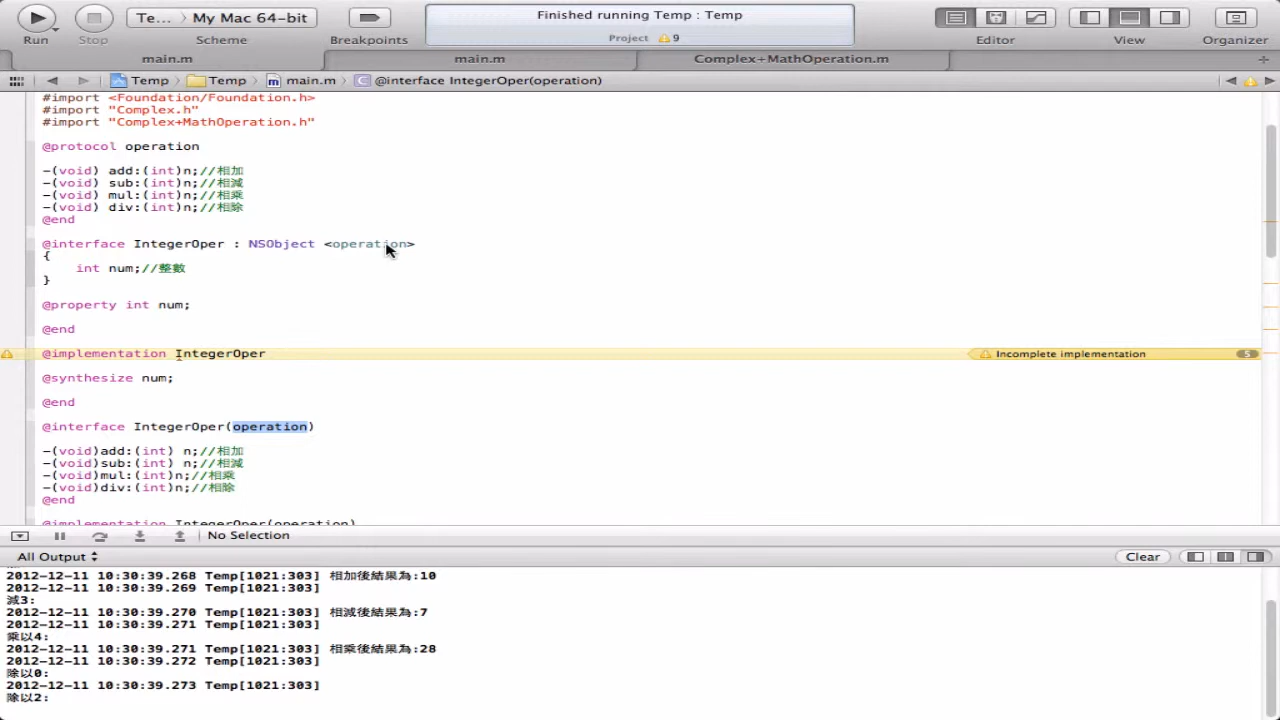 Te... > My Mac 64-bit
Finished running Temp : Temp
Project 9
Run Stop Scheme Breakpoints Editor View Organizer
main.m main.m Complex+MathOperation.m
Temp Temp main.m @interface IntegerOper(operation)
#import <Foundation/Foundation.h>
#import "Complex.h"
#import "Complex+MathOperation.h"
@protocol operation
-(void) add:(int)n;//相加
-(void) sub:(int)n;//相減
-(void) mul:(int)n;//相乘
-(void) div:(int)n;//相除
@end
@interface IntegerOper : NSObject <operation>
{
int num;//整數
}
@property int num;
@end
@implementation IntegerOper Incomplete implementation 5
@synthesize num;
@end
@interface IntegerOper(operation)
-(void)add:(int) n;//相加
-(void)sub:(int) n;//相減
-(void)mul:(int)n;//相乘
-(void)div:(int)n;//相除
@end
@implementation IntegerOper(operation)
No Selection
All Output Clear
2012-12-11 10:30:39.268 Temp[1021:303] 相加後結果為:10
2012-12-11 10:30:39.269 Temp[1021:303]
減3:
2012-12-11 10:30:39.270 Temp[1021:303] 相減後結果為:7
2012-12-11 10:30:39.271 Temp[1021:303]
乘以4:
2012-12-11 10:30:39.271 Temp[1021:303] 相乘後結果為:28
2012-12-11 10:30:39.272 Temp[1021:303]
除以0:
2012-12-11 10:30:39.273 Temp[1021:303]
除以2: